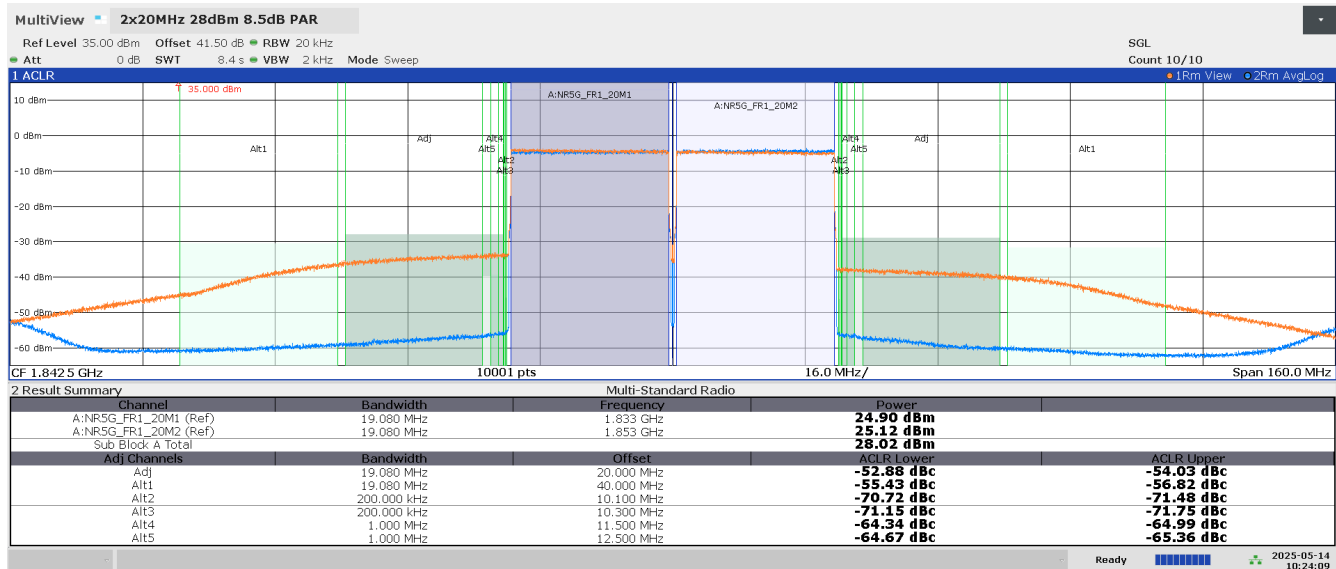 MultiView 2x20MHz 28dBm 8.5dB PAR
Ref Level 35.00 dBm Offset 41.50 dB RBW 20 kHz SGL
Att 0 dB SWT 8.4 s VBW 2 kHz Mode Sweep Count 10/10
1 ACLR 1Rm View 2Rm AvgLog
35.000 dBm
A:NR5G_FR1_20M1
A:NR5G_FR1_20M2
10 dBm
0 dBm
Alt1 Adj Alt4 Alt5 Alt2 Alt3
Alt4 Alt5 Alt2 Alt3 Adj Alt1
-10 dBm
-20 dBm
-30 dBm
-40 dBm
-50 dBm
-60 dBm
CF 1.8425 GHz 10001 pts 16.0 MHz/ Span 160.0 MHz
2 Result Summary Multi-Standard Radio
Channel Bandwidth Frequency Power
A:NR5G_FR1_20M1 (Ref) 19.080 MHz 1.833 GHz 24.90 dBm
A:NR5G_FR1_20M2 (Ref) 19.080 MHz 1.853 GHz 25.12 dBm
Sub Block A Total 28.02 dBm
Adj Channels Bandwidth Offset ACLR Lower ACLR Upper
Adj 19.080 MHz 20.000 MHz -52.88 dBc -54.03 dBc
Alt1 19.080 MHz 40.000 MHz -55.43 dBc -56.82 dBc
Alt2 200.000 kHz 10.100 MHz -70.72 dBc -71.48 dBc
Alt3 200.000 kHz 10.300 MHz -71.15 dBc -71.75 dBc
Alt4 1.000 MHz 11.500 MHz -64.34 dBc -64.99 dBc
Alt5 1.000 MHz 12.500 MHz -64.67 dBc -65.36 dBc
Ready 2025-05-14
10:24:09